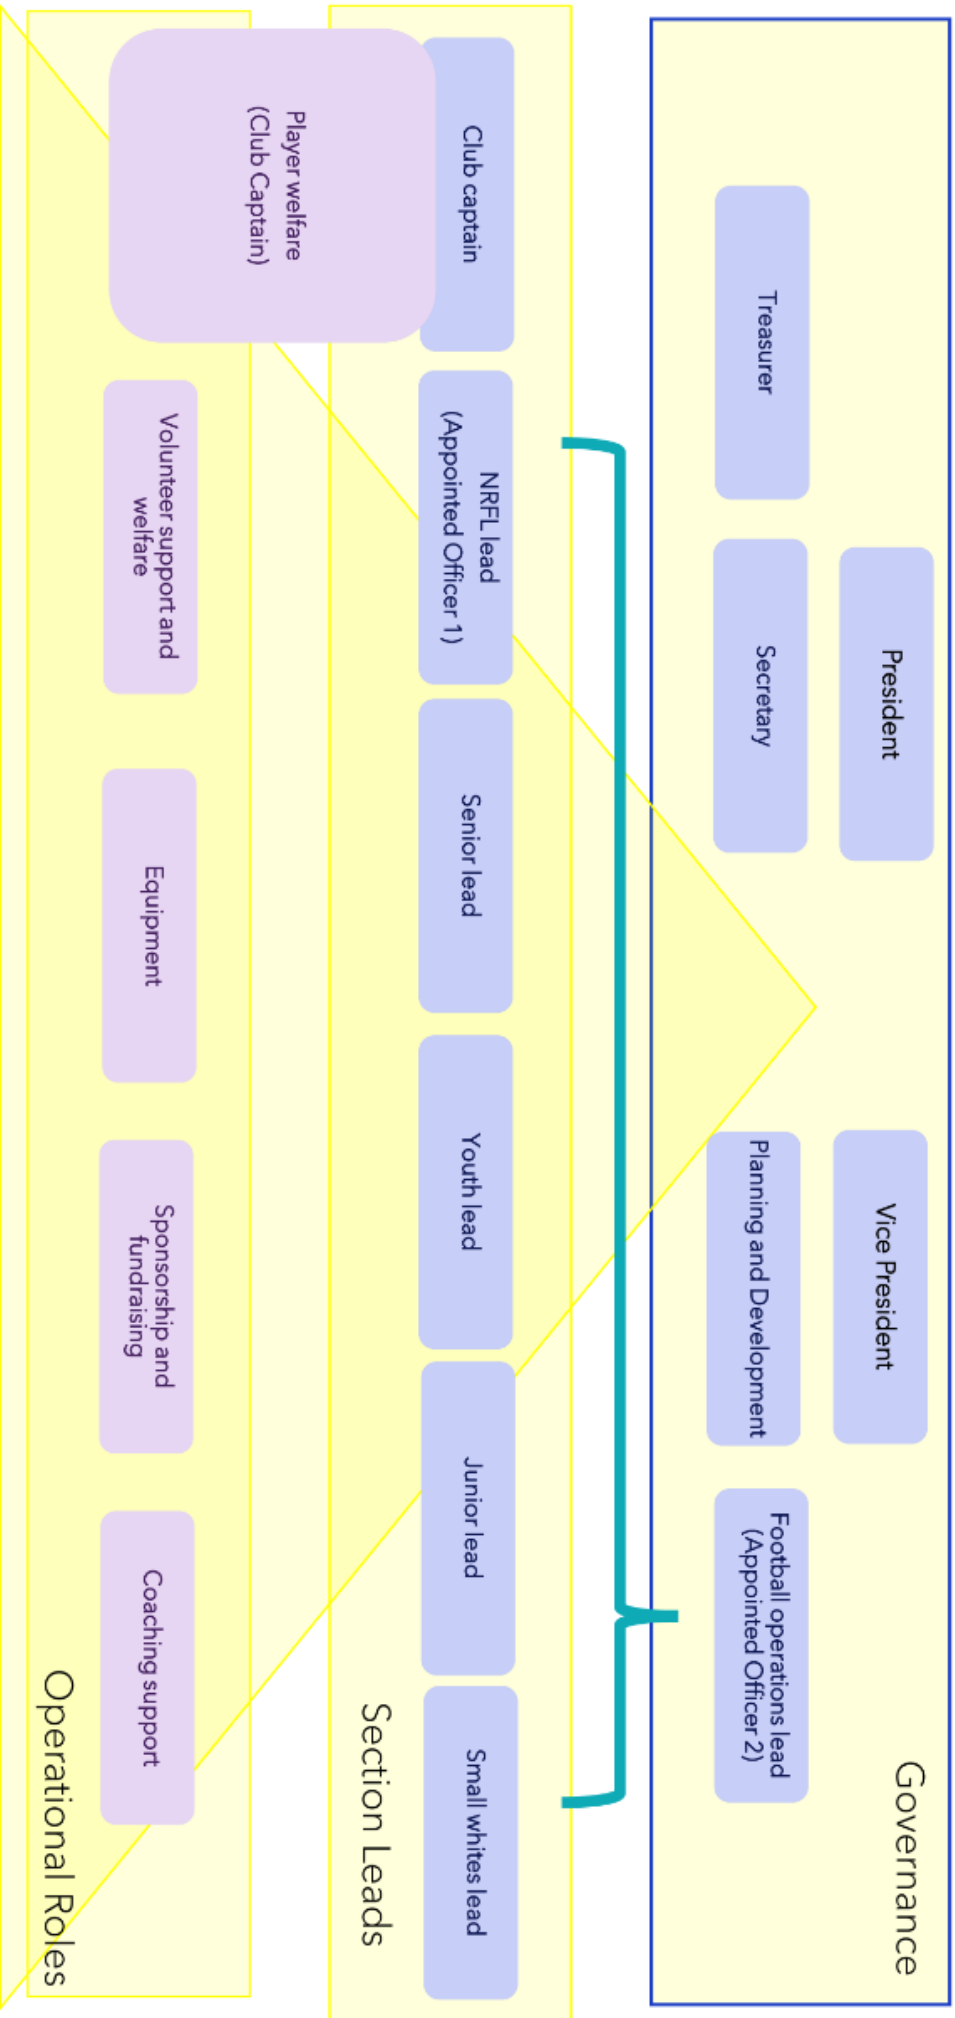 Governance
President
Vice President
Treasurer
Secretary
Planning and Development
Football operations lead
(Appointed Officer 2)
Club captain
NRFL lead
(Appointed Officer 1)
Senior lead
Youth lead
Junior lead
Small whites lead
Section Leads
Player welfare
(Club Captain)
Volunteer support and
welfare
Equipment
Sponsorship and
fundraising
Coaching support
Operational Roles